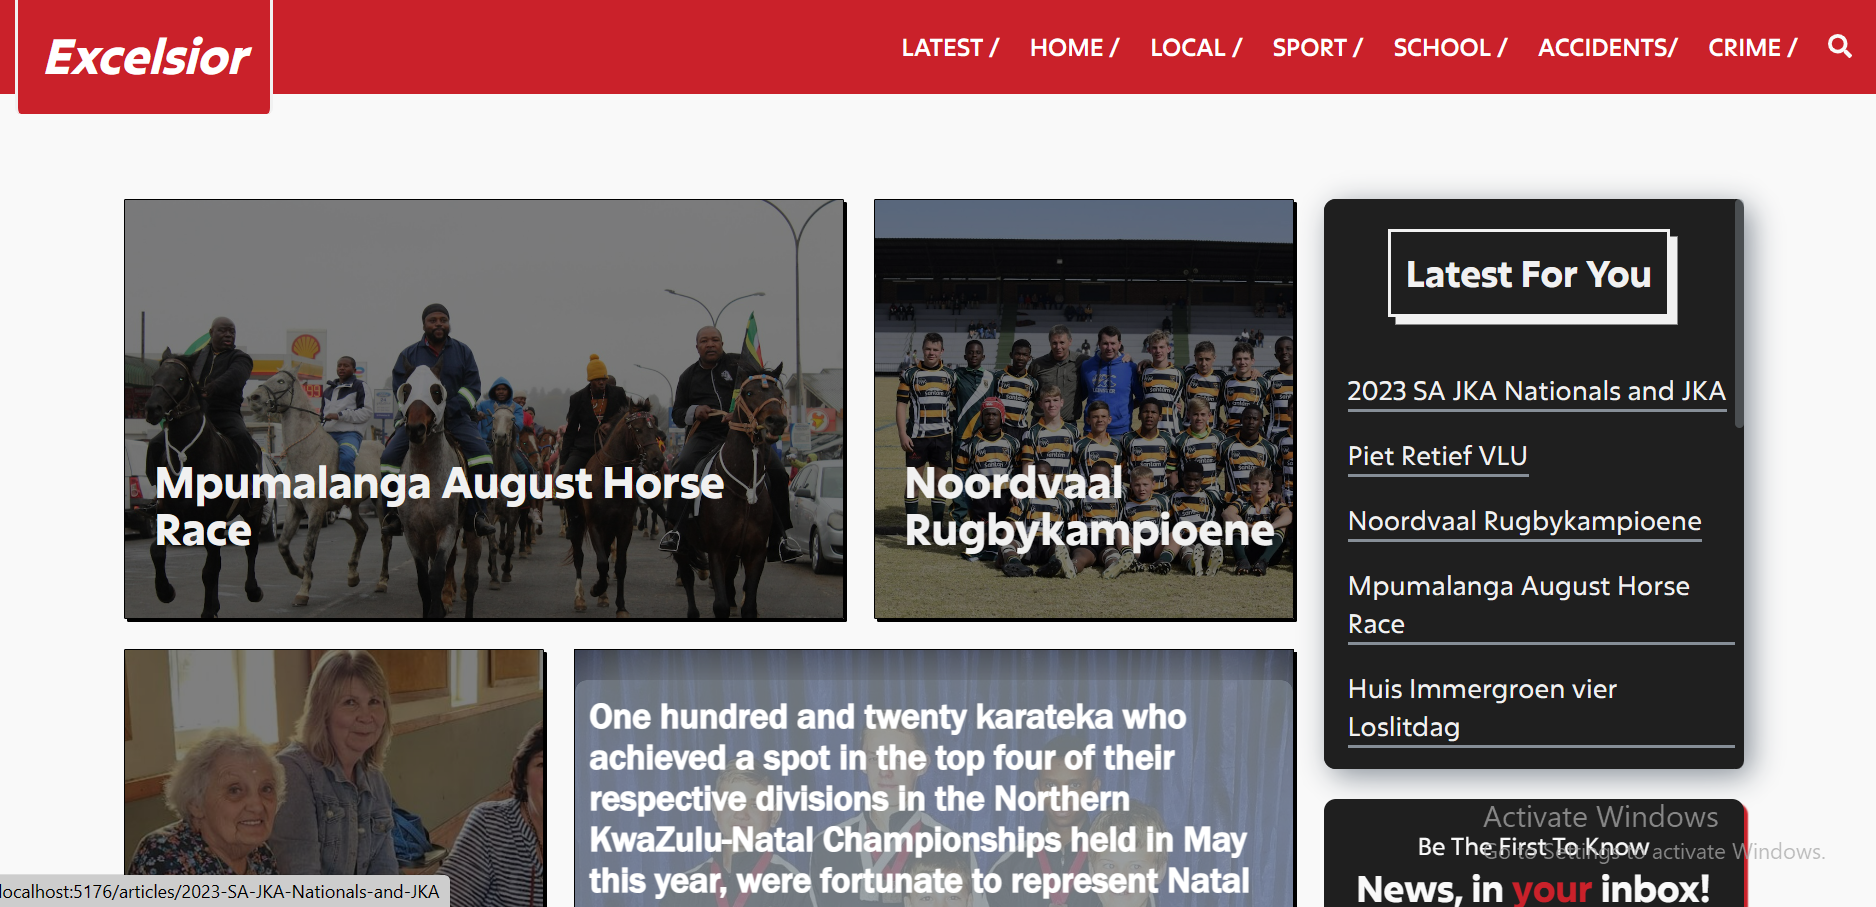 Excelsior
LATEST / HOME / LOCAL / SPORT / SCHOOL / ACCIDENTS/ CRIME /
Mpumalanga August Horse
Race
Noordvaal
Rugbykampioene
Latest For You
2023 SA JKA Nationals and JKA
Piet Retief VLU
Noordvaal Rugbykampioene
Mpumalanga August Horse
Race
Huis Immergroen vier
Loslitdag
One hundred and twenty karateka who
achieved a spot in the top four of their
respective divisions in the Northern
KwaZulu-Natal Championships held in May
this year, were fortunate to represent Natal
Activate Windows
Go to Settings to activate Windows.
Be The First To Know
News, in your inbox!
localhost:5176/articles/2023-SA-JKA-Nationals-and-JKA